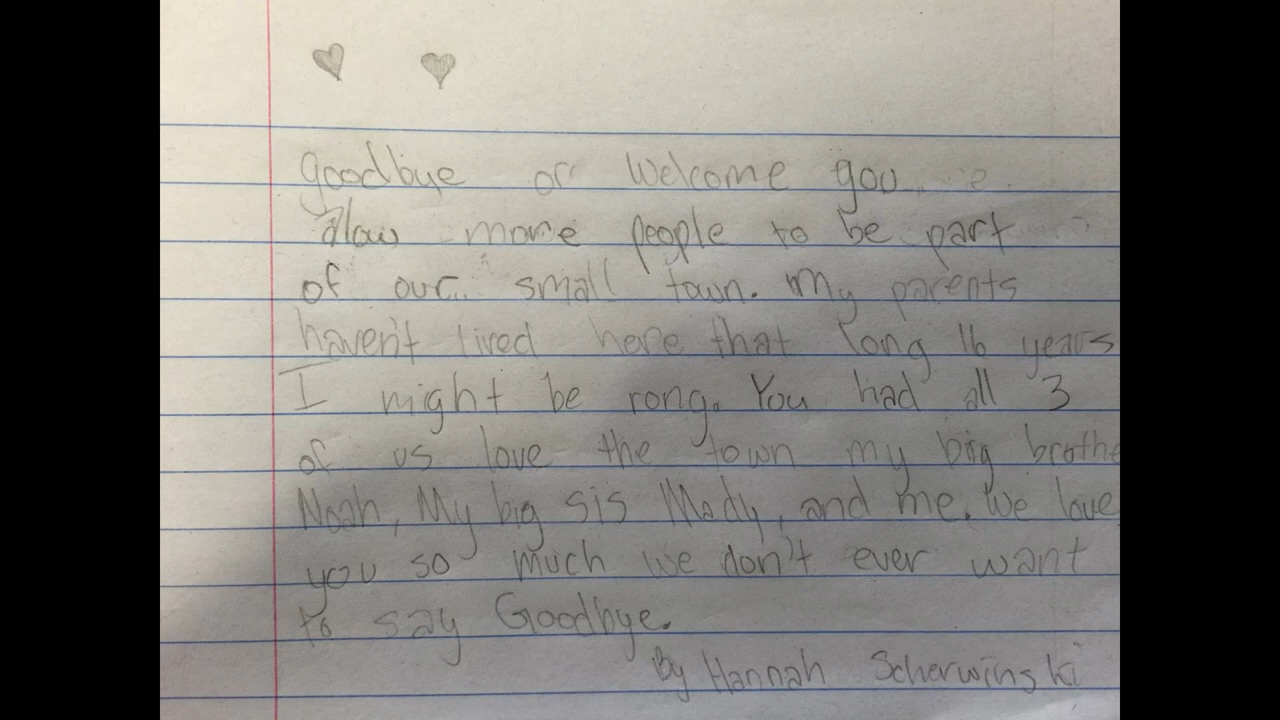 goodbye or Welcome you
alow more people to be part
of our small town. My parents
haven't lived here that long 16 years
I might be rong. You had all 3
of us love the town my big brothe
Noah, My big sis Mady, and me. We love
you so much we don't ever want
to say Goodbye.
By Hannah Scherwinski